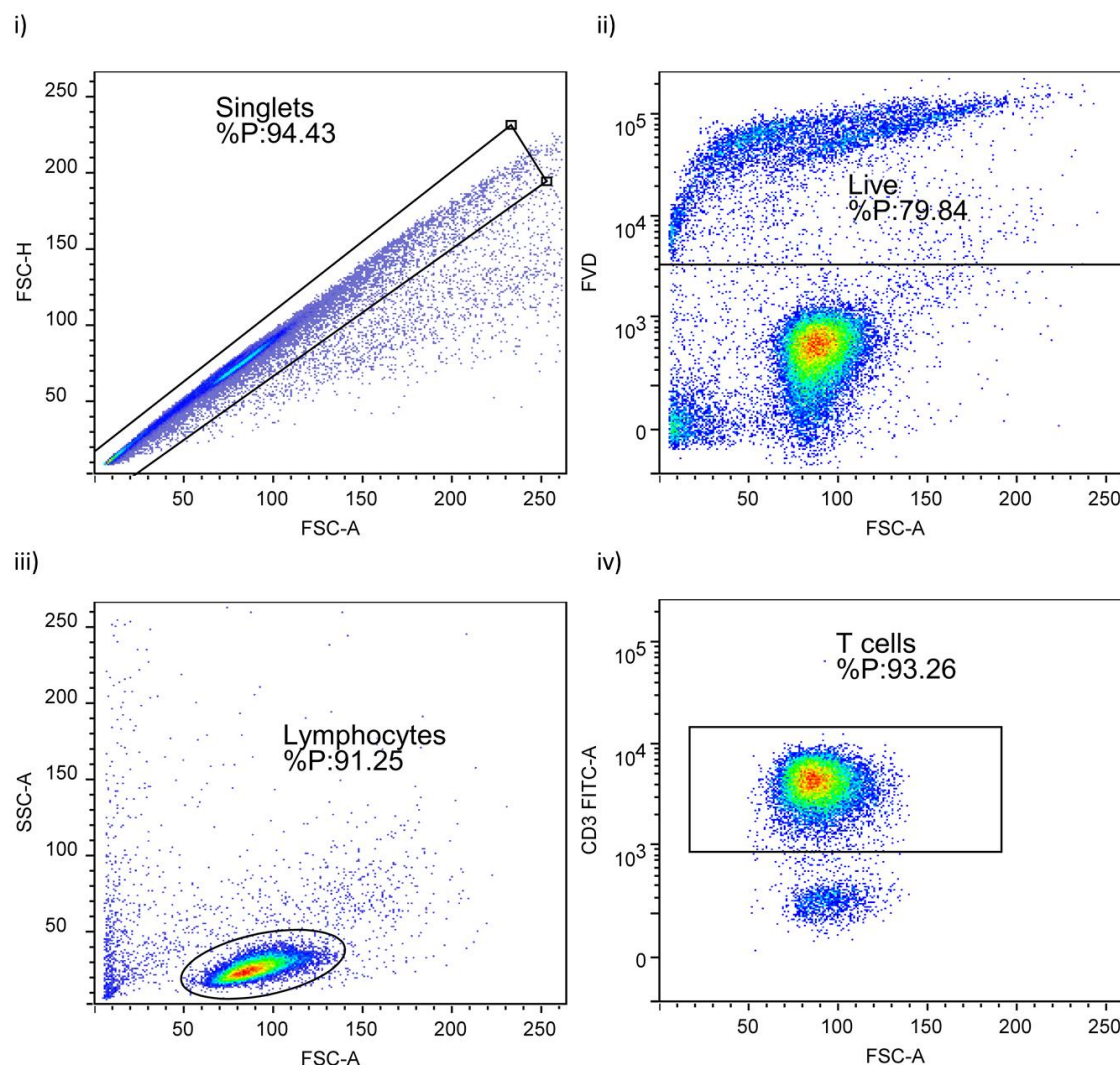 i)
ii)
Singlets
%P:94.43
250
200
150
100
50
FSC-H
50 100 150 200 250
FSC-A
Live
%P:79.84
10^5
10^4
10^3
0
FVD
50 100 150 200 250
FSC-A
iii)
iv)
Lymphocytes
%P:91.25
250
200
150
100
50
SSC-A
50 100 150 200 250
FSC-A
T cells
%P:93.26
10^5
10^4
10^3
0
CD3 FITC-A
50 100 150 200 250
FSC-A